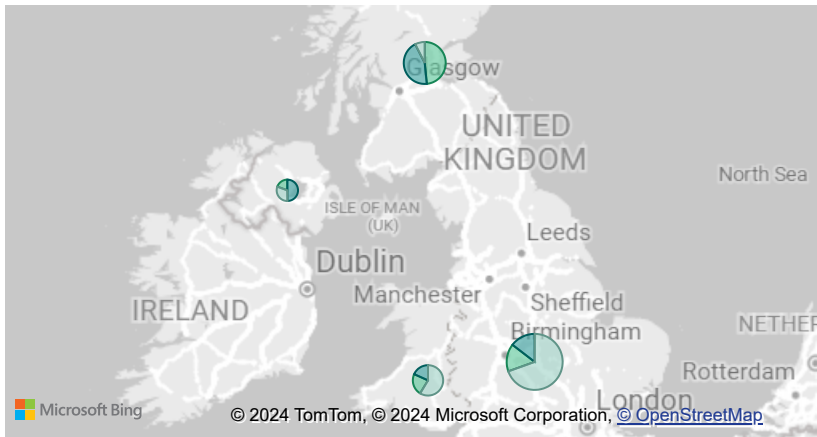 Glasgow
UNITED
KINGDOM
North Sea
ISLE OF MAN
(UK)
Leeds
Dublin
Manchester
Sheffield
IRELAND
Birmingham
NETHER
Rotterdam
London
Microsoft Bing
© 2024 TomTom, © 2024 Microsoft Corporation, © OpenStreetMap